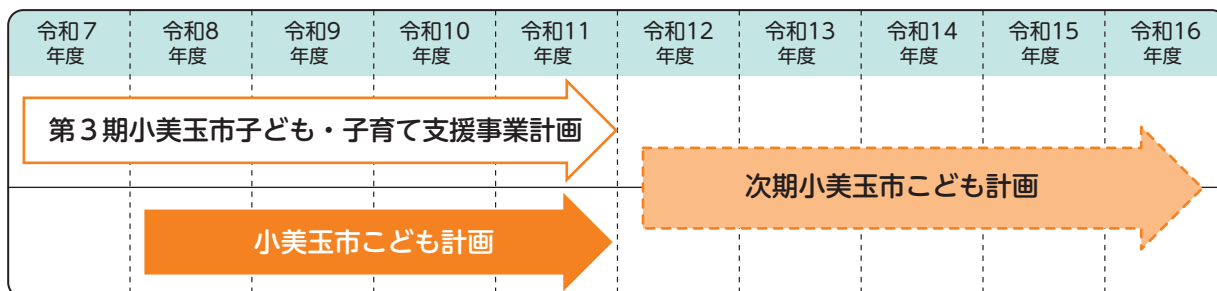 令和7
年度
令和8
年度
令和9
年度
令和10
年度
令和11
年度
令和12
年度
令和13
年度
令和14
年度
令和15
年度
令和16
年度
第3期小美玉市子ども・子育て支援事業計画
次期小美玉市こども計画
小美玉市こども計画